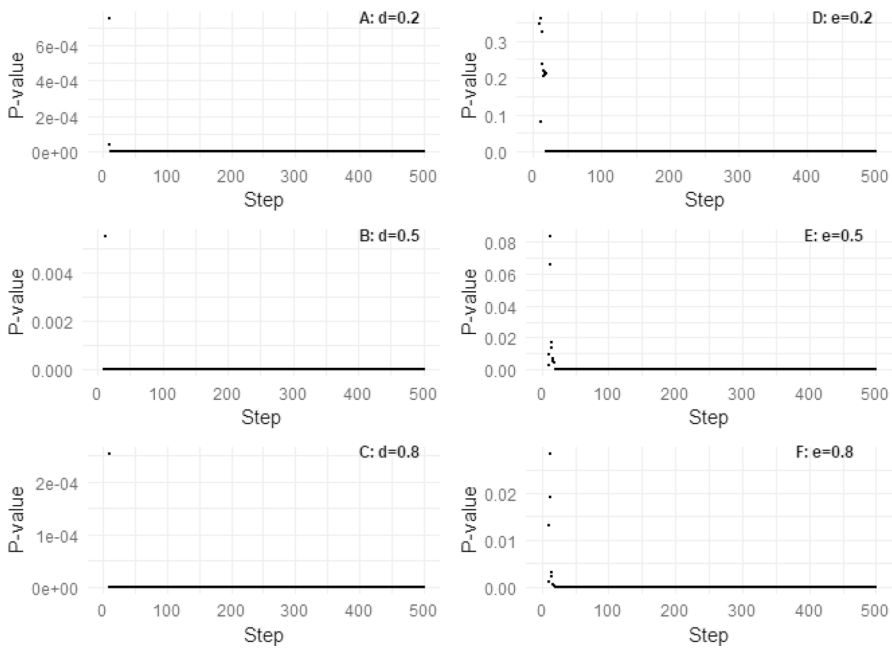 A: d=0.2
P-value
6e-04
4e-04
2e-04
0e+00
0 100 200 300 400 500
Step
D: e=0.2
P-value
0.3
0.2
0.1
0.0
0 100 200 300 400 500
Step
B: d=0.5
P-value
0.004
0.002
0.000
0 100 200 300 400 500
Step
E: e=0.5
P-value
0.08
0.06
0.04
0.02
0.00
0 100 200 300 400 500
Step
C: d=0.8
P-value
2e-04
1e-04
0e+00
0 100 200 300 400 500
Step
F: e=0.8
P-value
0.02
0.01
0.00
0 100 200 300 400 500
Step